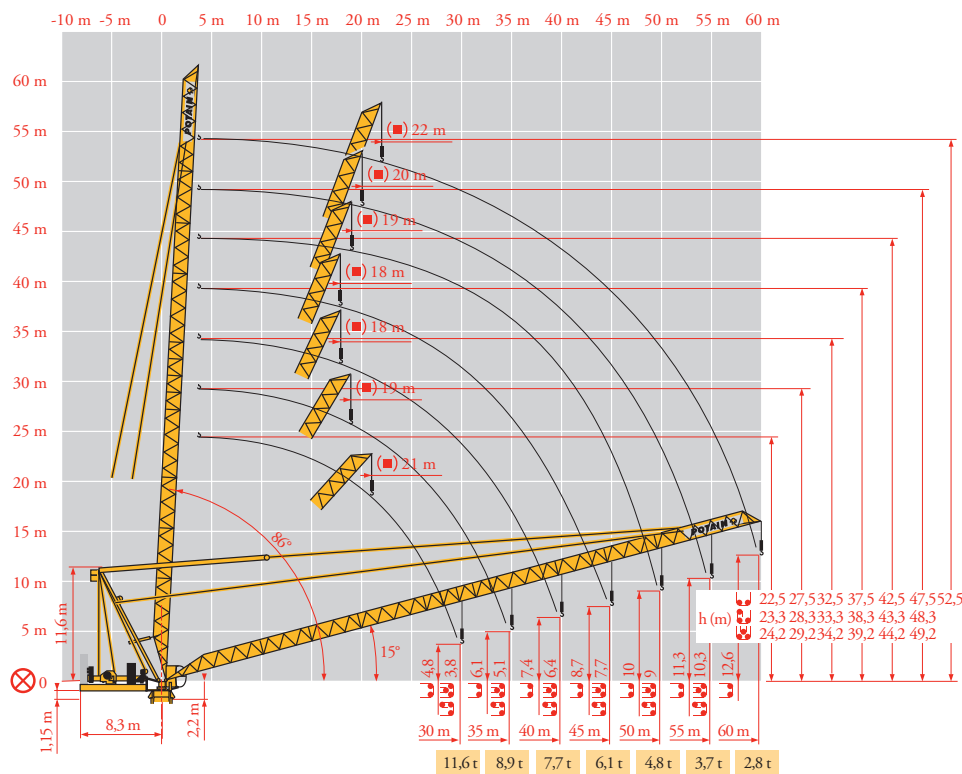 -10 m -5 m 0 5 m 10 m 15 m 20 m 25 m 30 m 35 m 40 m 45 m 50 m 55 m 60 m
60 m
POTAIN
55 m
(■) 22 m
50 m
(■) 20 m
45 m
(■) 19 m
40 m
(■) 18 m
35 m
(■) 18 m
30 m
(■) 19 m
25 m
(■) 21 m
20 m
86°
15 m
POTAIN
10 m
11,6 m
5 m
15°
h (m)
22,5 27,5 32,5 37,5 42,5 47,5 52,5
23,3 28,3 33,3 38,3 43,3 48,3
24,2 29,2 34,2 39,2 44,2 49,2
0
4,8 3,8 6,1 5,1 7,4 6,4 8,7 7,7 10 9 11,3 10,3 12,6
1,15 m
8,3 m
2,2 m
30 m 35 m 40 m 45 m 50 m 55 m 60 m
11,6 t 8,9 t 7,7 t 6,1 t 4,8 t 3,7 t 2,8 t